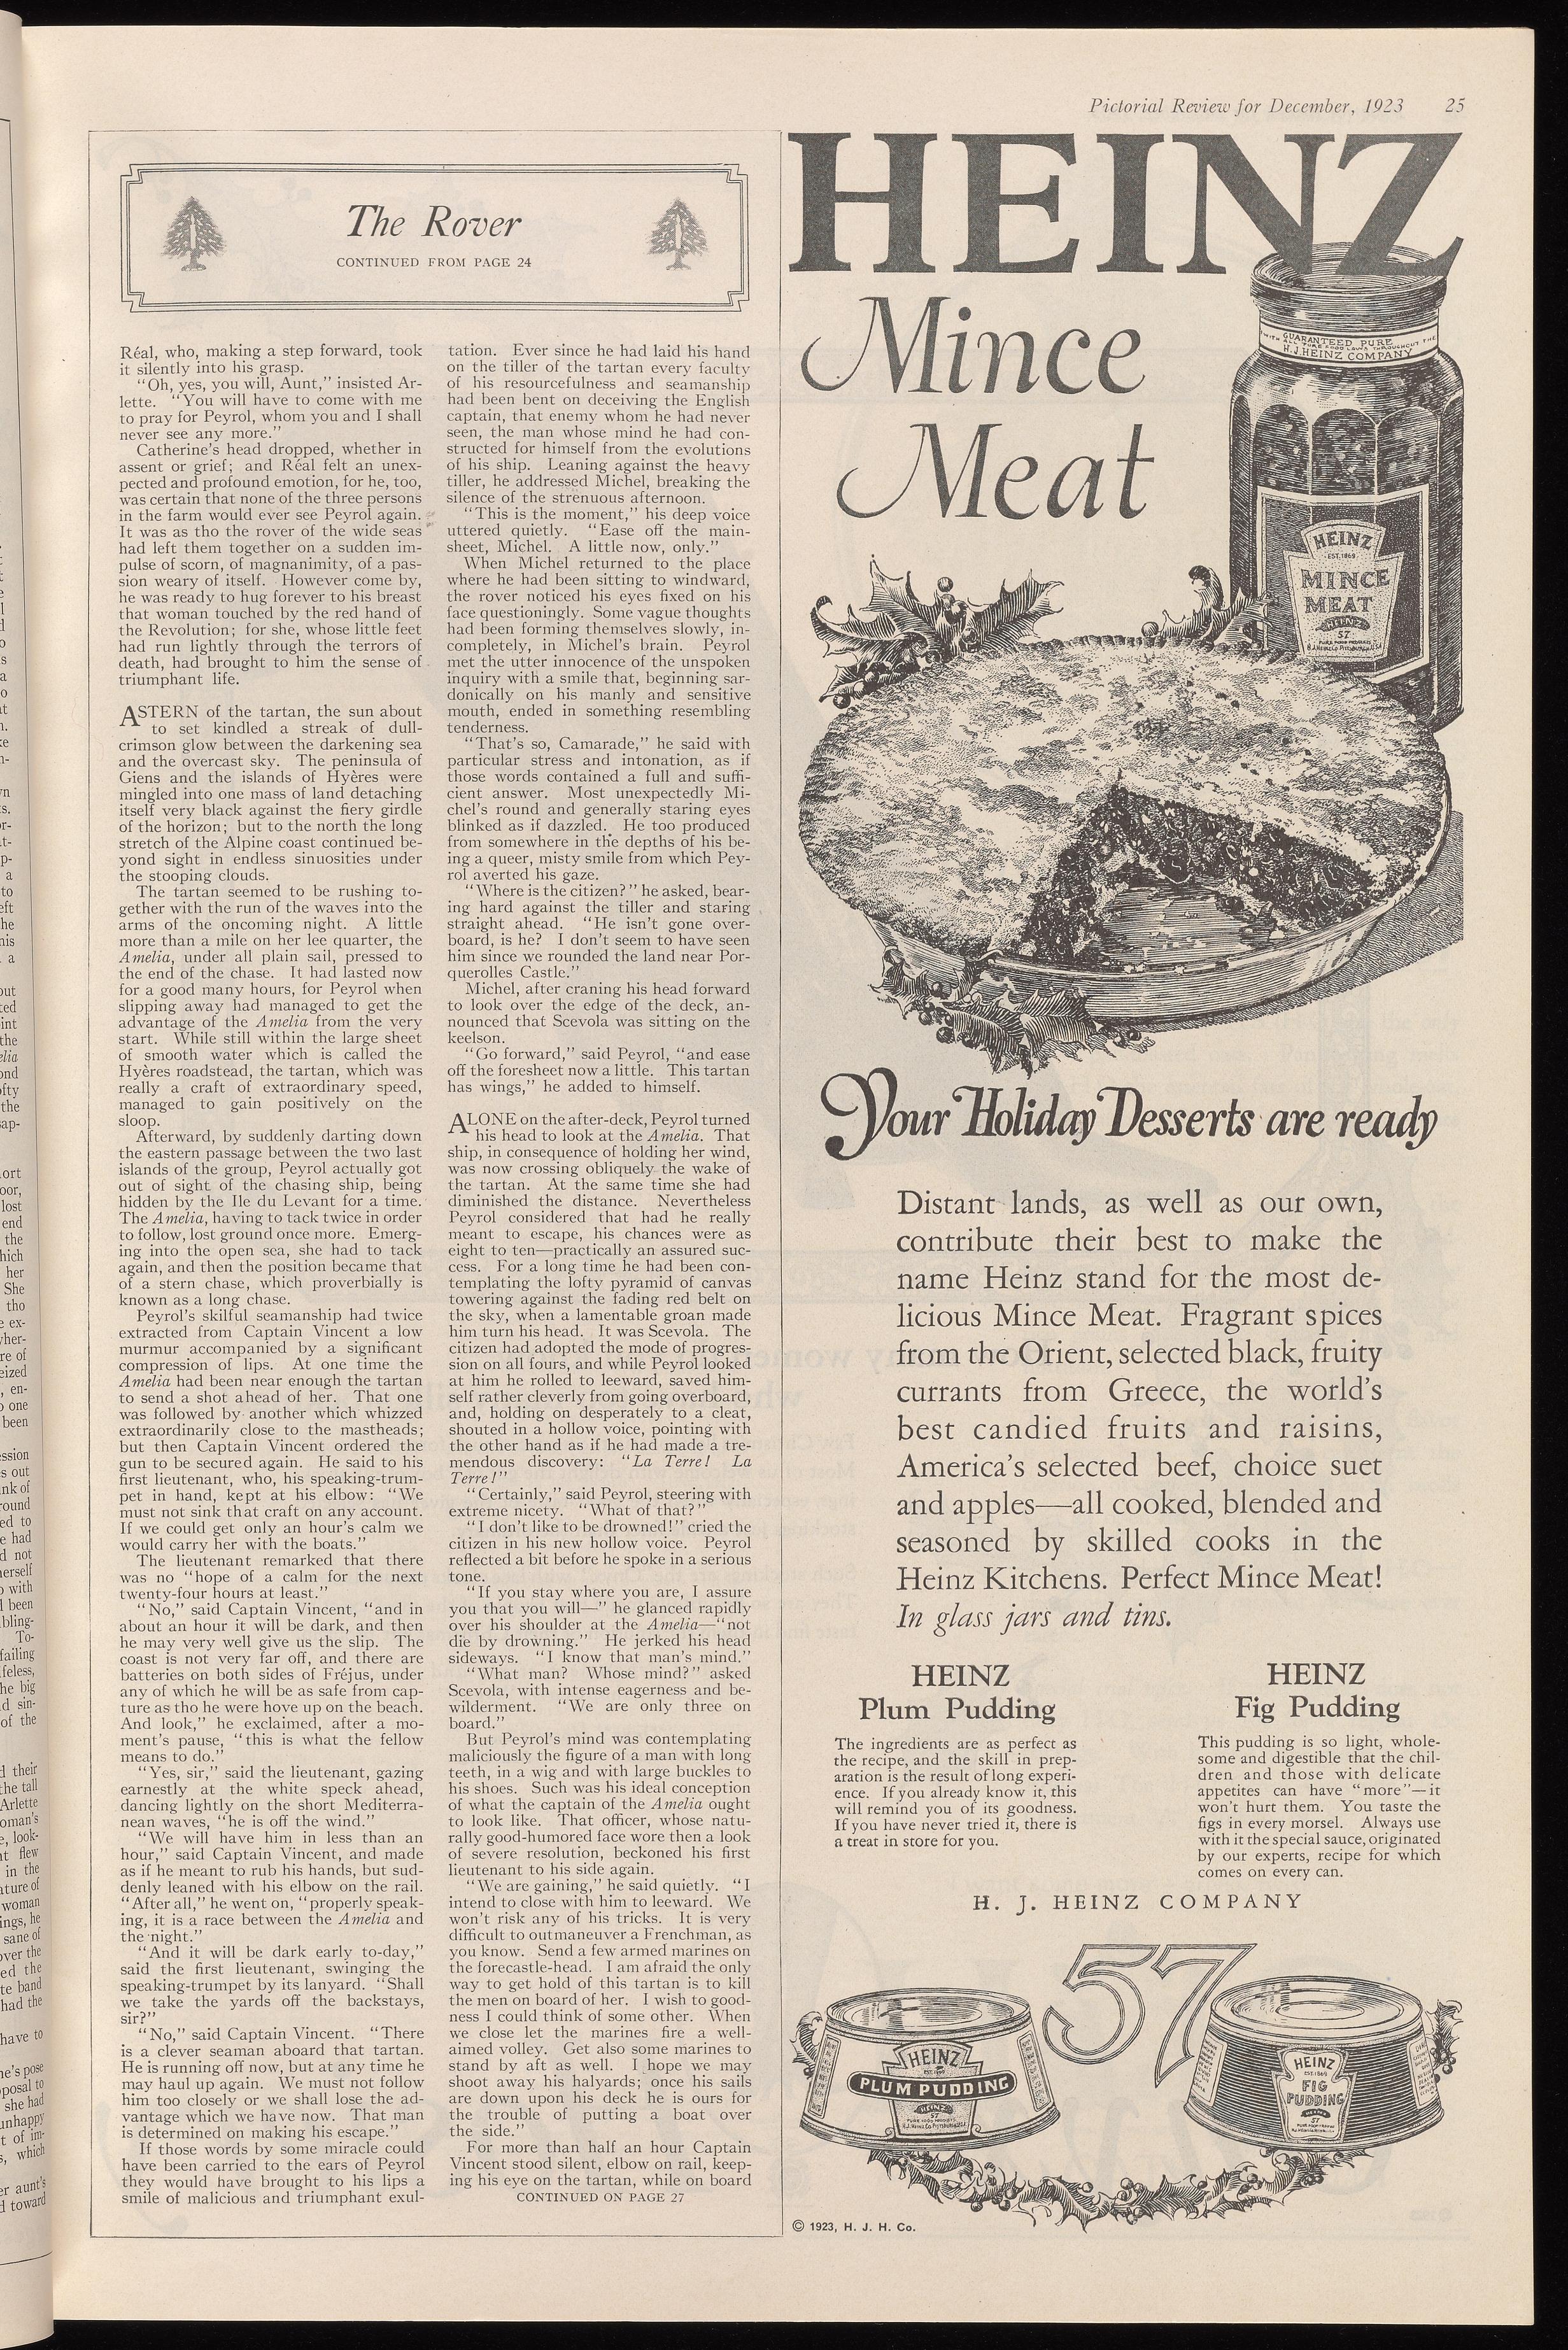 Pictorial Review for December, 1923 25
The Rover
CONTINUED FROM PAGE 24
Réal, who, making a step forward, took
it silently into his grasp.
“Oh, yes, you will, Aunt,” insisted Ar-
lette. “You will have to come with me
to pray for Peyrol, whom you and I shall
never see any more.”
Catherine’s head dropped, whether in
assent or grief; and Réal felt an unex-
pected and profound emotion, for he, too,
was certain that none of the three persons
in the farm would ever see Peyrol again.
It was as tho the rover of the wide seas
had left them together on a sudden im-
pulse of scorn, of magnanimity, of a pas-
sion weary of itself. However come by,
he was ready to hug forever to his breast
that woman touched by the red hand of
the Revolution; for she, whose little feet
had run lightly through the terrors of
death, had brought to him the sense of
triumphant life.
ASTERN of the tartan, the sun about
to set kindled a streak of dull-
crimson glow between the darkening sea
and the overcast sky. The peninsula of
Giens and the islands of Hyères were
mingled into one mass of land detaching
itself very black against the fiery girdle
of the horizon; but to the north the long
stretch of the Alpine coast continued be-
yond sight in endless sinuosities under
the stooping clouds.
The tartan seemed to be rushing to-
gether with the run of the waves into the
arms of the oncoming night. A little
more than a mile on her lee quarter, the
Amelia, under all plain sail, pressed to
the end of the chase. It had lasted now
for a good many hours, for Peyrol when
slipping away had managed to get the
advantage of the Amelia from the very
start. While still within the large sheet
of smooth water which is called the
Hyères roadstead, the tartan, which was
really a craft of extraordinary speed,
managed to gain positively on the
sloop.
Afterward, by suddenly darting down
the eastern passage between the two last
islands of the group, Peyrol actually got
out of sight of the chasing ship, being
hidden by the Ile du Levant for a time.
The Amelia, having to tack twice in order
to follow, lost ground once more. Emerg-
ing into the open sea, she had to tack
again, and then the position became that
of a stern chase, which proverbially is
known as a long chase.
Peyrol’s skilful seamanship had twice
extracted from Captain Vincent a low
murmur accompanied by a significant
compression of lips. At one time the
Amelia had been near enough the tartan
to send a shot ahead of her. That one
was followed by another which whizzed
extraordinarily close to the mastheads;
but then Captain Vincent ordered the
gun to be secured again. He said to his
first lieutenant, who, his speaking-trum-
pet in hand, kept at his elbow: “We
must not sink that craft on any account.
If we could get only an hour’s calm we
would carry her with the boats.”
The lieutenant remarked that there
was no “hope of a calm for the next
twenty-four hours at least.”
“No,” said Captain Vincent, “and in
about an hour it will be dark, and then
he may very well give us the slip. The
coast is not very far off, and there are
batteries on both sides of Fréjus, under
any of which he will be as safe from cap-
ture as tho he were hove up on the beach.
And look,” he exclaimed, after a mo-
ment’s pause, “this is what the fellow
means to do.”
“Yes, sir,” said the lieutenant, gazing
earnestly at the white speck ahead,
dancing lightly on the short Mediterra-
nean waves, “he is off the wind.”
“We will have him in less than an
hour,” said Captain Vincent, and made
as if he meant to rub his hands, but sud-
denly leaned with his elbow on the rail.
“After all,” he went on, “properly speak-
ing, it is a race between the Amelia and
the night.”
“And it will be dark early to-day,”
said the first lieutenant, swinging the
speaking-trumpet by its lanyard. “Shall
we take the yards off the backstays,
sir?”
“No,” said Captain Vincent. “There
is a clever seaman aboard that tartan.
He is running off now, but at any time he
may haul up again. We must not follow
him too closely or we shall lose the ad-
vantage which we have now. That man
is determined on making his escape.”
If those words by some miracle could
have been carried to the ears of Peyrol
they would have brought to his lips a
smile of malicious and triumphant exul-
tation. Ever since he had laid his hand
on the tiller of the tartan every faculty
of his resourcefulness and seamanship
had been bent on deceiving the English
captain, that enemy whom he had never
seen, the man whose mind he had con-
structed for himself from the evolutions
of his ship. Leaning against the heavy
tiller, he addressed Michel, breaking the
silence of the strenuous afternoon.
“This is the moment,” his deep voice
uttered quietly. “Ease off the main-
sheet, Michel. A little now, only.”
When Michel returned to the place
where he had been sitting to windward,
the rover noticed his eyes fixed on his
face questioningly. Some vague thoughts
had been forming themselves slowly, in-
completely, in Michel’s brain. Peyrol
met the utter innocence of the unspoken
inquiry with a smile that, beginning sar-
donically on his manly and sensitive
mouth, ended in something resembling
tenderness.
“That’s so, Camarade,” he said with
particular stress and intonation, as if
those words contained a full and suffi-
cient answer. Most unexpectedly Mi-
chel’s round and generally staring eyes
blinked as if dazzled. He too produced
from somewhere in the depths of his be-
ing a queer, misty smile from which Pey-
rol averted his gaze.
“Where is the citizen?” he asked, bear-
ing hard against the tiller and staring
straight ahead. “He isn’t gone over-
board, is he? I don’t seem to have seen
him since we rounded the land near Por-
querolles Castle.”
Michel, after craning his head forward
to look over the edge of the deck, an-
nounced that Scevola was sitting on the
keelson.
“Go forward,” said Peyrol, “and ease
off the foresheet now a little. This tartan
has wings,” he added to himself.
ALONE on the after-deck, Peyrol turned
his head to look at the Amelia. That
ship, in consequence of holding her wind,
was now crossing obliquely the wake of
the tartan. At the same time she had
diminished the distance. Nevertheless
Peyrol considered that had he really
meant to escape, his chances were as
eight to ten—practically an assured suc-
cess. For a long time he had been con-
templating the lofty pyramid of canvas
towering against the fading red belt on
the sky, when a lamentable groan made
him turn his head. It was Scevola. The
citizen had adopted the mode of progres-
sion on all fours, and while Peyrol looked
at him he rolled to leeward, saved him-
self rather cleverly from going overboard,
and, holding on desperately to a cleat,
shouted in a hollow voice, pointing with
the other hand as if he had made a tre-
mendous discovery: “La Terre! La
Terre!”
“Certainly,” said Peyrol, steering with
extreme nicety. “What of that?”
“I don’t like to be drowned!” cried the
citizen in his new hollow voice. Peyrol
reflected a bit before he spoke in a serious
tone.
“If you stay where you are, I assure
you that you will—” he glanced rapidly
over his shoulder at the Amelia—“not
die by drowning.” He jerked his head
sideways. “I know that man’s mind.”
“What man? Whose mind?” asked
Scevola, with intense eagerness and be-
wilderment. “We are only three on
board.”
But Peyrol’s mind was contemplating
maliciously the figure of a man with long
teeth, in a wig and with large buckles to
his shoes. Such was his ideal conception
of what the captain of the Amelia ought
to look like. That officer, whose natu-
rally good-humored face wore then a look
of severe resolution, beckoned his first
lieutenant to his side again.
“We are gaining,” he said quietly. “I
intend to close with him to leeward. We
won’t risk any of his tricks. It is very
difficult to outmaneuver a Frenchman, as
you know. Send a few armed marines on
the forecastle-head. I am afraid the only
way to get hold of this tartan is to kill
the men on board of her. I wish to good-
ness I could think of some other. When
we close let the marines fire a well-
aimed volley. Get also some marines to
stand by aft as well. I hope we may
shoot away his halyards; once his sails
are down upon his deck he is ours for
the trouble of putting a boat over
the side.”
For more than half an hour Captain
Vincent stood silent, elbow on rail, keep-
ing his eye on the tartan, while on board
CONTINUED ON PAGE 27
HEINZ
Mince
Meat
GUARANTEED PURE
H.J. HEINZ COMPANY
HEINZ
EST. 1869
MINCE
MEAT
HEINZ
57
Your Holiday Desserts are ready
Distant lands, as well as our own,
contribute their best to make the
name Heinz stand for the most de-
licious Mince Meat. Fragrant spices
from the Orient, selected black, fruity
currants from Greece, the world’s
best candied fruits and raisins,
America’s selected beef, choice suet
and apples—all cooked, blended and
seasoned by skilled cooks in the
Heinz Kitchens. Perfect Mince Meat!
In glass jars and tins.
HEINZ
Plum Pudding
The ingredients are as perfect as
the recipe, and the skill in prep-
aration is the result of long experi-
ence. If you already know it, this
will remind you of its goodness.
If you have never tried it, there is
a treat in store for you.
HEINZ
Fig Pudding
This pudding is so light, whole-
some and digestible that the chil-
dren and those with delicate
appetites can have “more”—it
won’t hurt them. You taste the
figs in every morsel. Always use
with it the special sauce, originated
by our experts, recipe for which
comes on every can.
H. J. HEINZ COMPANY
57
HEINZ
PLUM PUDDING
HEINZ
57
HEINZ
FIG
PUDDING
HEINZ
57
© 1923, H. J. H. Co.